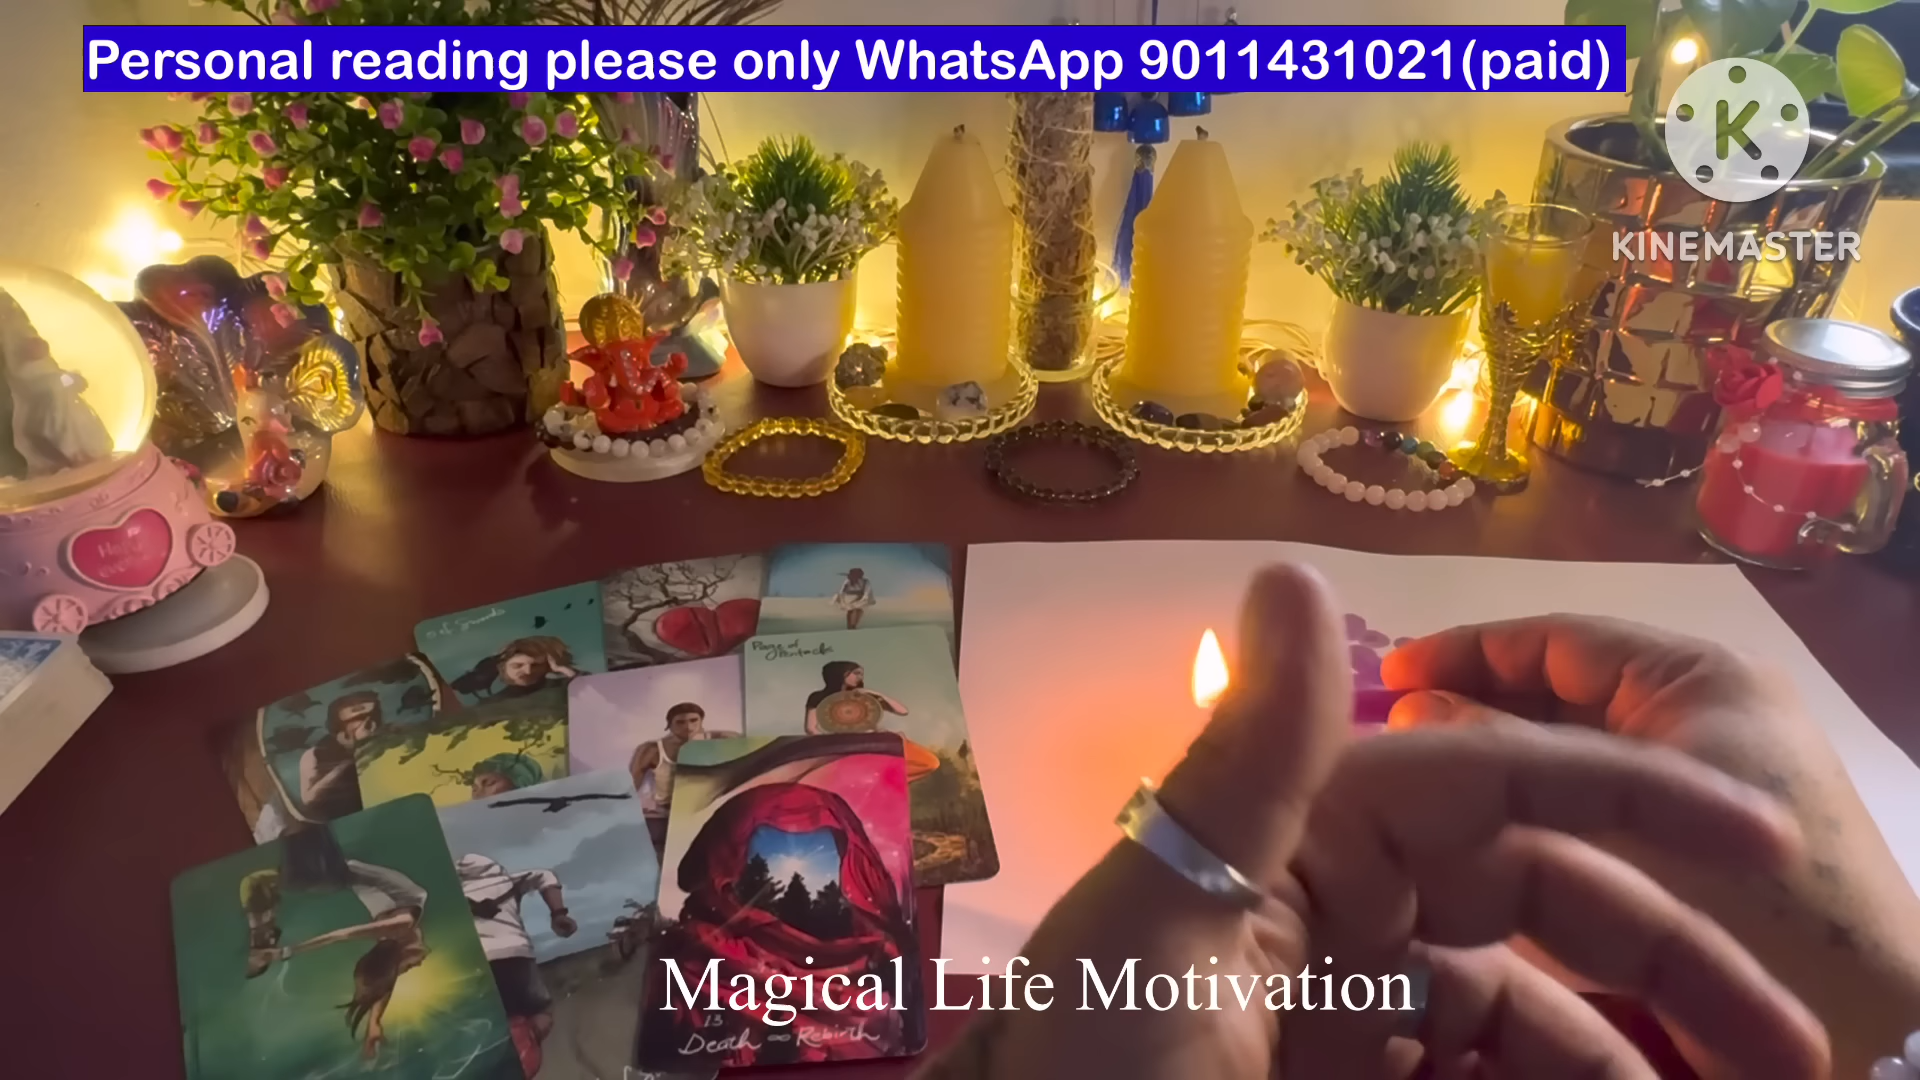 Personal reading please only WhatsApp 9011431021(paid)
K
KINEMASTER
Page of
Pentacles
Magical Life Motivation
13
Death ∞ Rebirth